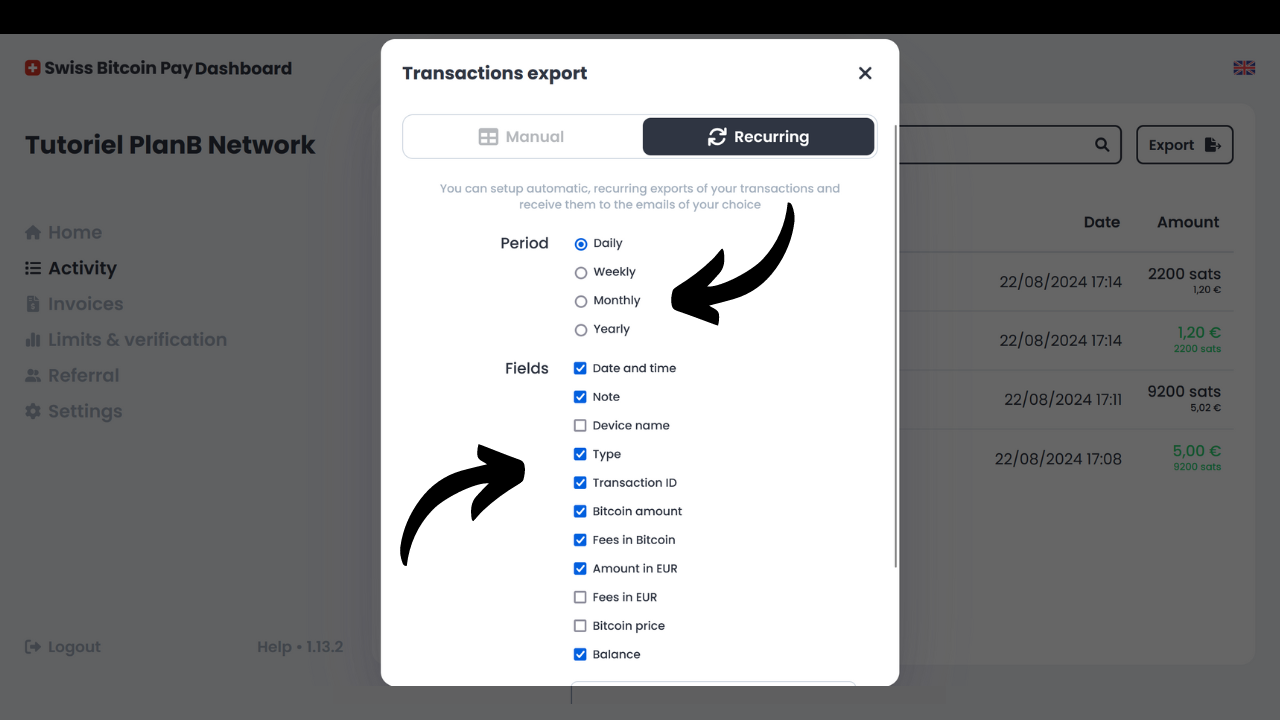 Swiss Bitcoin Pay Dashboard
Tutoriel PlanB Network
Home
Activity
Invoices
Limits & verification
Referral
Settings
Logout
Help • 1.13.2
Transactions export
Manual
Recurring
You can setup automatic, recurring exports of your transactions and
receive them to the emails of your choice
Period
Daily
Weekly
Monthly
Yearly
Fields
Date and time
Note
Device name
Type
Transaction ID
Bitcoin amount
Fees in Bitcoin
Amount in EUR
Fees in EUR
Bitcoin price
Balance
Export
Date Amount
22/08/2024 17:14 2200 sats
1,20 €
22/08/2024 17:14 1,20 €
2200 sats
22/08/2024 17:11 9200 sats
5,02 €
22/08/2024 17:08 5,00 €
9200 sats